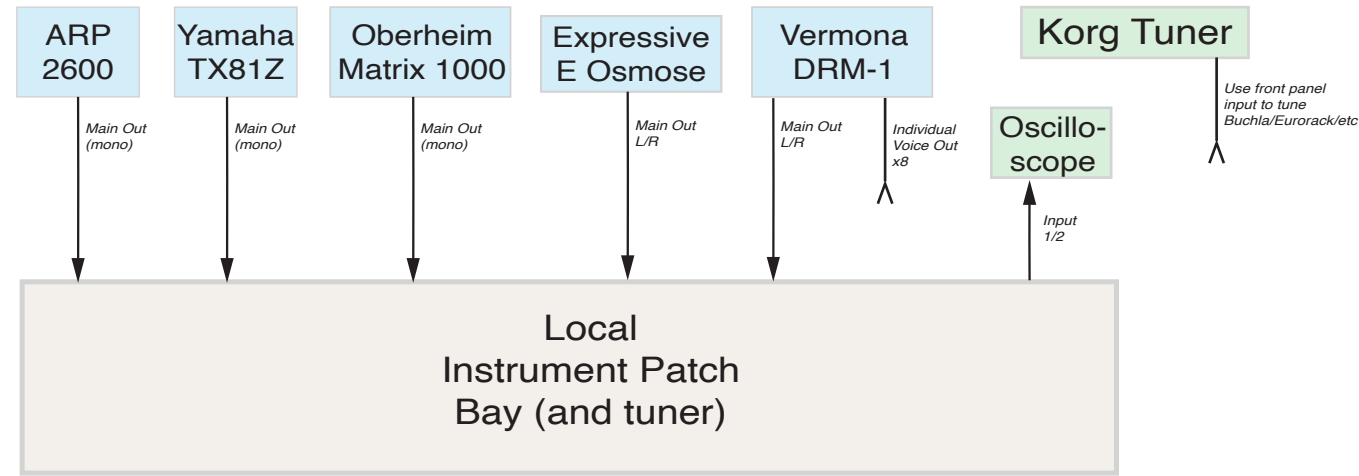 ARP
2600
Yamaha
TX81Z
Oberheim
Matrix 1000
Expressive
E Osmose
Vermona
DRM-1
Korg Tuner
Main Out
(mono)
Main Out
(mono)
Main Out
(mono)
Main Out
L/R
Main Out
L/R
Individual
Voice Out
x8
Oscillo-
scope
Use front panel
input to tune
Buchla/Eurorack/etc
Input
1/2
Local
Instrument Patch
Bay (and tuner)